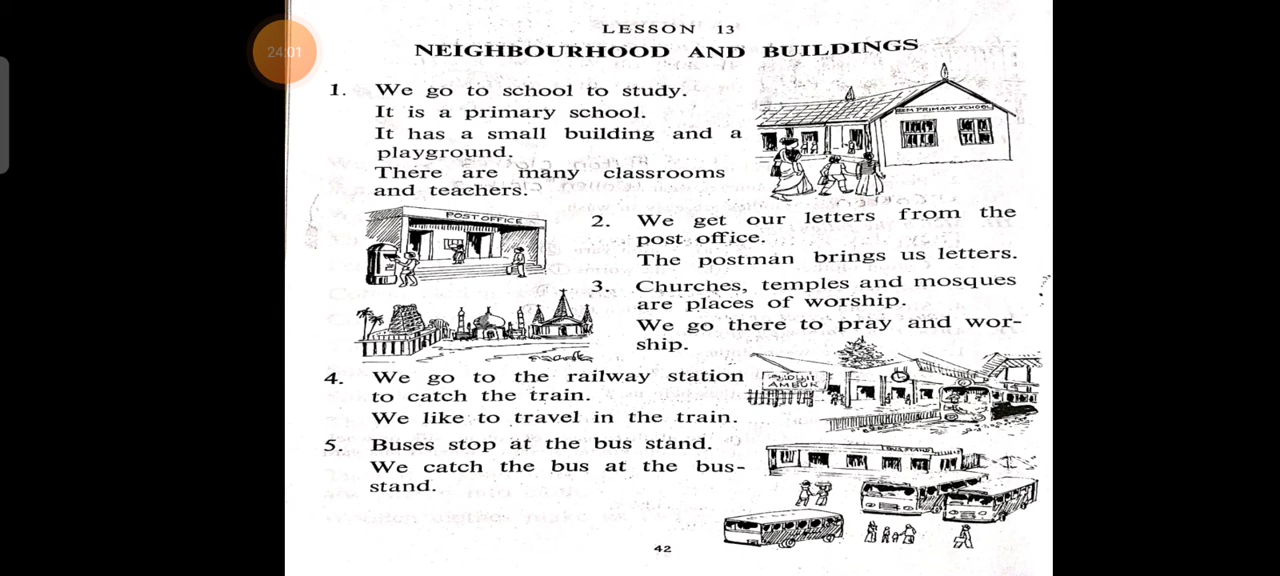 24:01
LESSON 13
NEIGHBOURHOOD AND BUILDINGS
1. We go to school to study.
It is a primary school.
It has a small building and a
playground.
There are many classrooms
and teachers.
PRIMARY SCHOOL
POST OFFICE
2. We get our letters from the
post office.
The postman brings us letters.
3. Churches, temples and mosques
are places of worship.
We go there to pray and wor-
ship.
4. We go to the railway station
to catch the train.
We like to travel in the train.
AMBUR
5. Buses stop at the bus stand.
We catch the bus at the bus-
stand.
BUS STAND
42